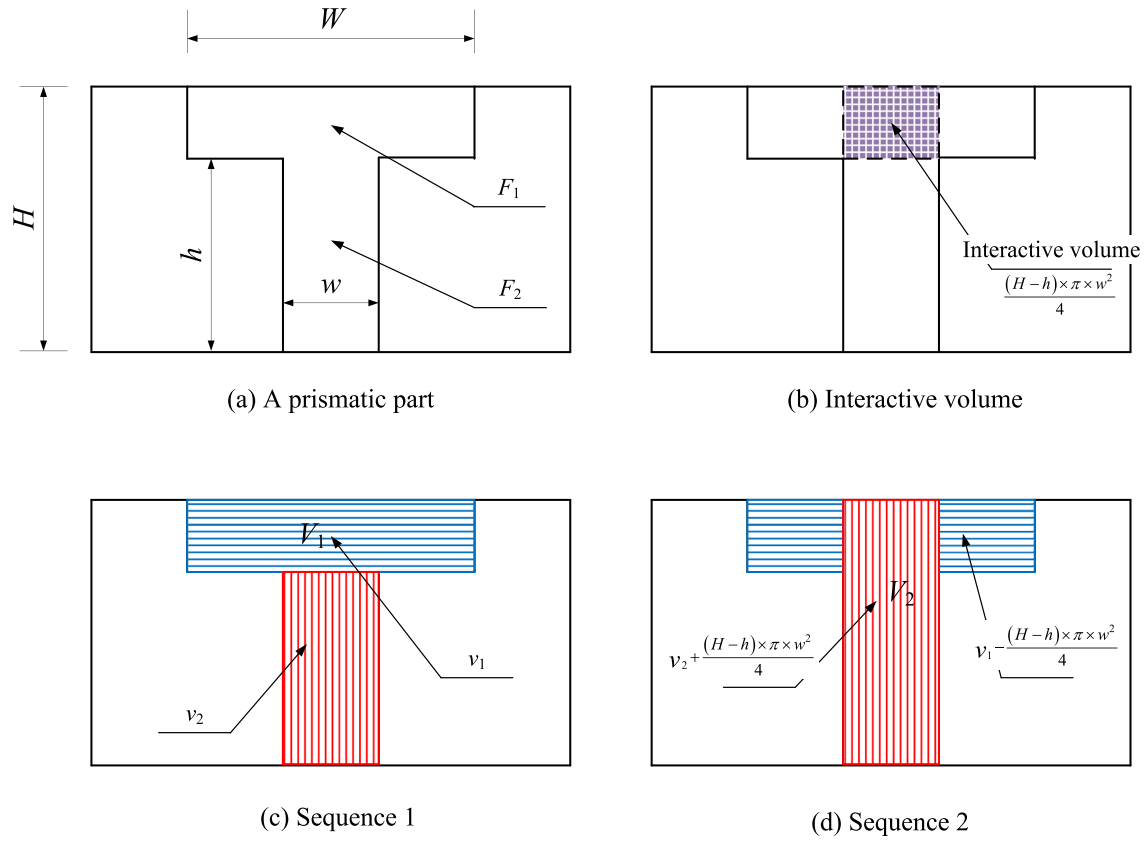 W
H
h
w
F₁
F₂
(a) A prismatic part
Interactive volume
(H−h)×π×w²
4
(b) Interactive volume
V₁
v₁
v₂
(c) Sequence 1
V₂
v₂+(H−h)×π×w²/4
v₁−(H−h)×π×w²/4
(d) Sequence 2